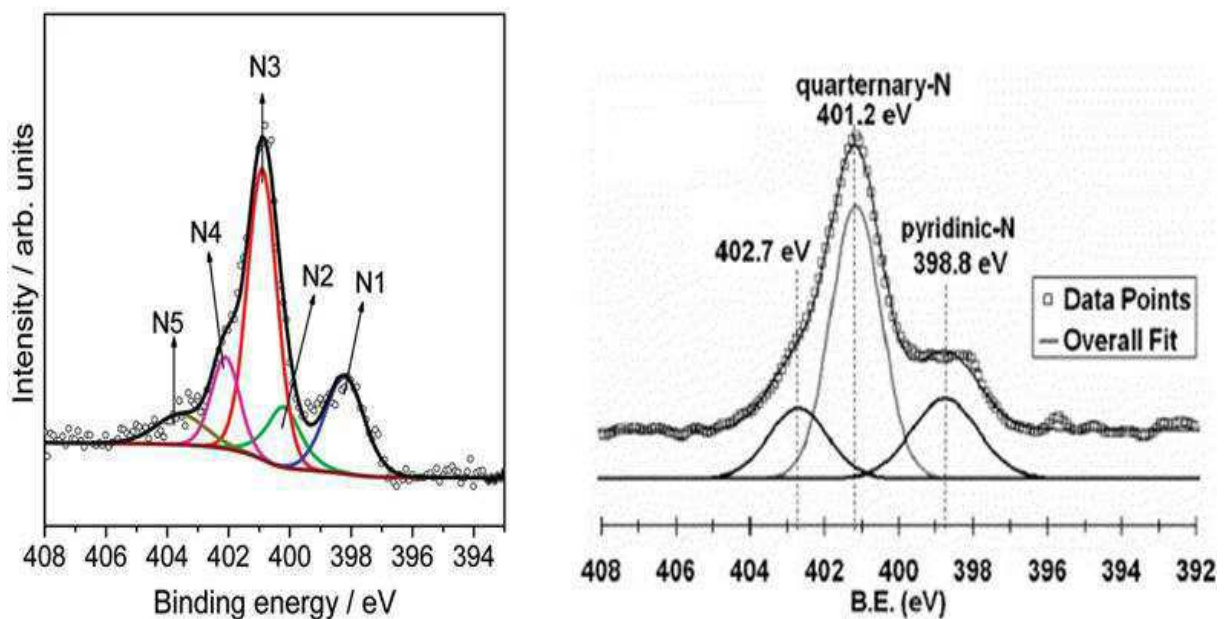 N3
N4
N2
N1
N5
Intensity / arb. units
408 406 404 402 400 398 396 394
Binding energy / eV
quarternary-N
401.2 eV
402.7 eV
pyridinic-N
398.8 eV
Data Points
Overall Fit
408 406 404 402 400 398 396 394 392
B.E. (eV)